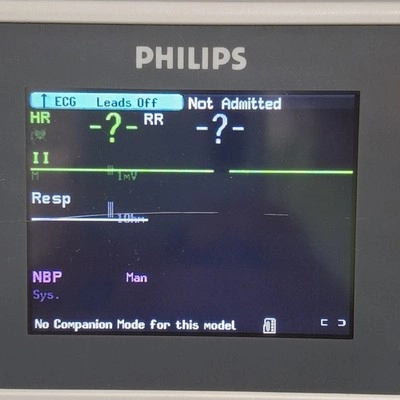 PHILIPS
ECG Leads Off Not Admitted
HR -?- RR -?-
II
M 1mV
Resp
1Ohm
NBP Man
Sys.
No Companion Mode for this model